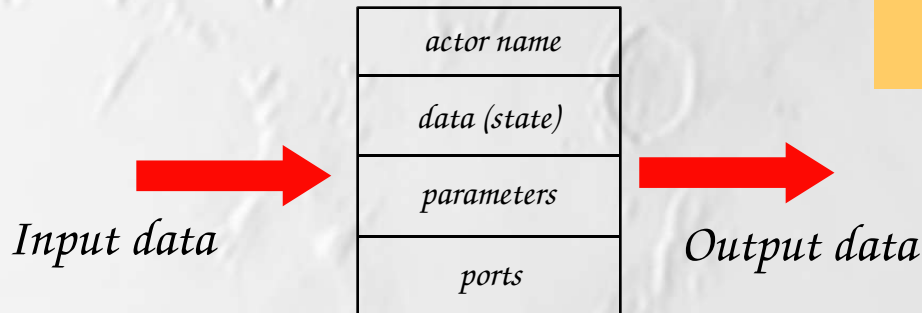 actor name
data (state)
parameters
Input data
Output data
ports